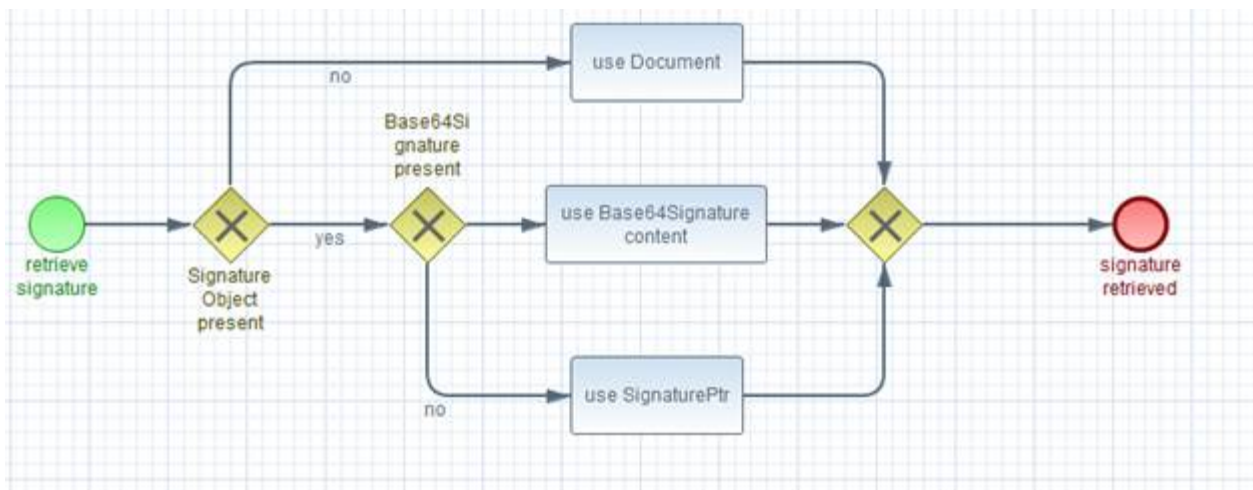 use Document
no
Base64Si
gnature
present
use Base64Signature
content
yes
retrieve
signature
Signature
Object
present
signature
retrieved
use SignaturePtr
no